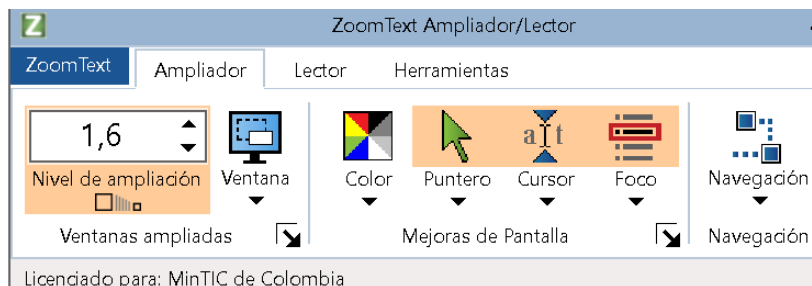 ZoomText Ampliador/Lector
ZoomText Ampliador Lector Herramientas
1,6
Nivel de ampliación Ventana Color Puntero Cursor Foco Navegación
Ventanas ampliadas Mejoras de Pantalla Navegación
Licenciado para: MinTIC de Colombia